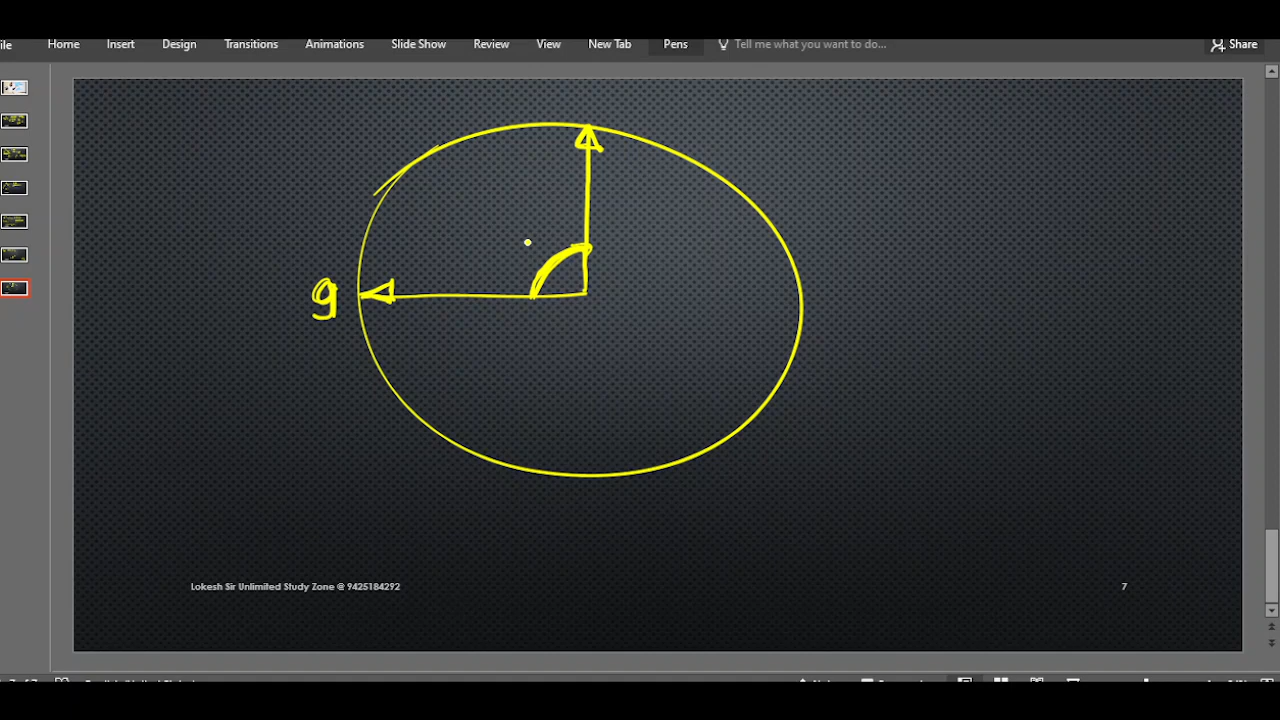 ile Home Insert Design Transitions Animations Slide Show Review View New Tab Pens Tell me what you want to do... Share
9
Lokesh Sir Unlimited Study Zone @ 9425184292 7